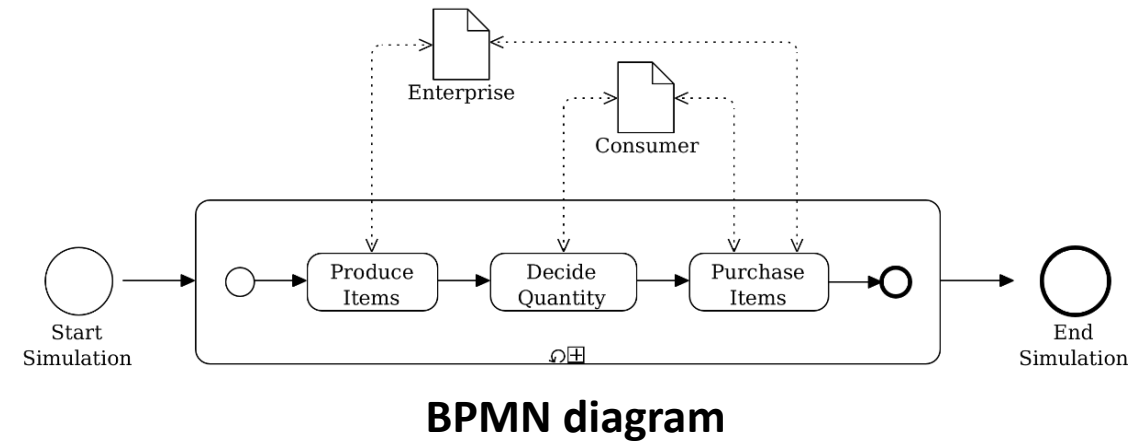 Enterprise
Consumer
Produce
Items
Decide
Quantity
Purchase
Items
Start
Simulation
End
Simulation
BPMN diagram